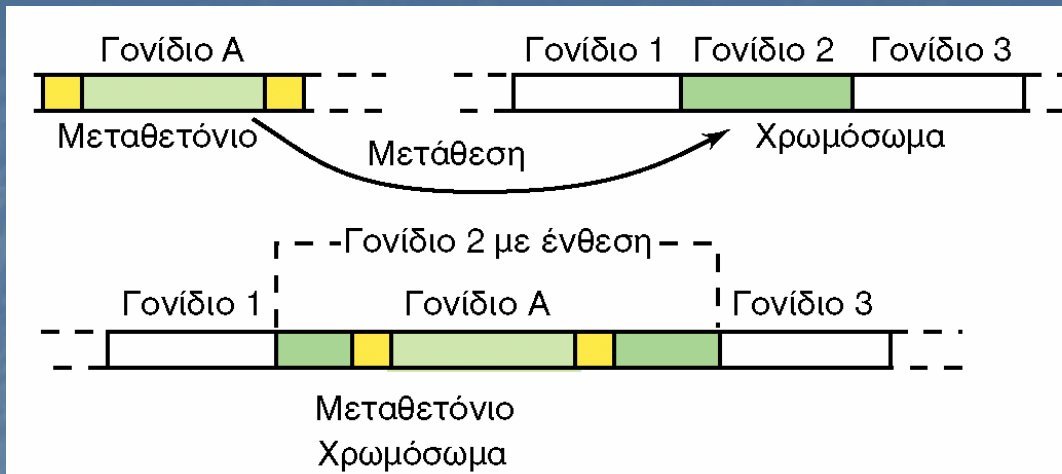 Γονίδιο Α
Γονίδιο 1 Γονίδιο 2 Γονίδιο 3
Μεταθετόνιο
Μετάθεση
Χρωμόσωμα
Γονίδιο 2 με ένθεση
Γονίδιο 1 Γονίδιο Α Γονίδιο 3
Μεταθετόνιο
Χρωμόσωμα